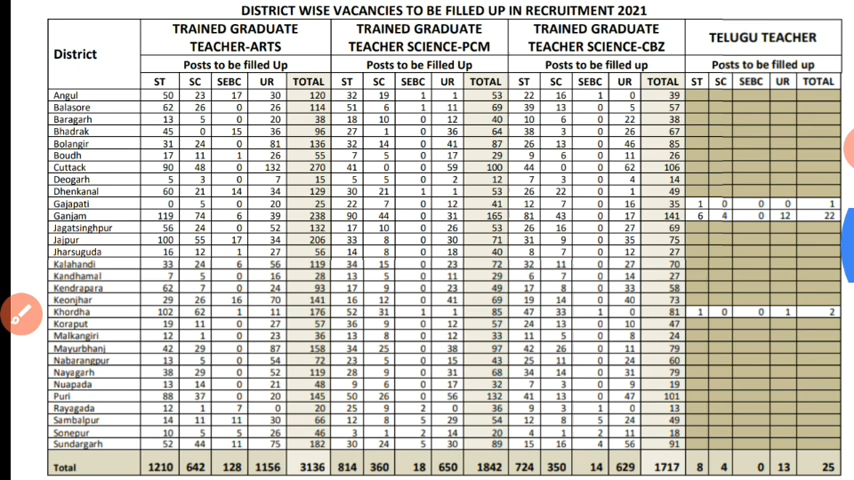 DISTRICT WISE VACANCIES TO BE FILLED UP IN RECRUITMENT 2021
District TRAINED GRADUATE TEACHER-ARTS TRAINED GRADUATE TEACHER SCIENCE-PCM TRAINED GRADUATE TEACHER SCIENCE-CBZ TELUGU TEACHER
Posts to be filled Up Posts to be Filled Up Posts to be filled up Posts to be filled up
ST SC SEBC UR TOTAL ST SC SEBC UR TOTAL ST SC SEBC UR TOTAL ST SC SEBC UR TOTAL
Angul 50 23 17 30 120 32 19 1 1 53 22 16 1 0 39
Balasore 62 26 0 26 114 51 6 1 11 69 39 13 0 5 57
Baragarh 13 5 0 20 38 18 10 0 12 40 10 6 0 22 38
Bhadrak 45 0 15 36 96 27 1 0 36 64 38 3 0 26 67
Bolangir 31 24 0 81 136 32 14 0 41 87 26 13 0 46 85
Boudh 17 11 1 26 55 7 5 0 17 29 9 6 0 11 26
Cuttack 90 48 0 132 270 41 0 0 59 100 44 0 0 62 106
Deogarh 5 3 0 7 15 5 5 0 2 12 7 3 0 4 14
Dhenkanal 60 21 14 34 129 30 21 1 1 53 26 22 0 1 49
Gajapati 0 5 0 20 25 22 7 0 12 41 12 7 0 16 35 1 0 0 0 1
Ganjam 119 74 6 39 238 90 44 0 31 165 81 43 0 17 141 6 4 0 12 22
Jagatsinghpur 56 24 0 52 132 17 10 0 26 53 26 16 0 27 69
Jajpur 100 55 17 34 206 33 8 0 30 71 31 9 0 35 75
Jharsuguda 16 12 1 27 56 14 8 0 18 40 8 7 0 12 27
Kalahandi 33 24 6 56 119 34 15 0 23 72 32 11 0 27 70
Kandhamal 7 5 0 16 28 13 5 0 11 29 6 7 0 14 27
Kendrapara 62 7 0 24 93 17 9 0 23 49 17 8 0 33 58
Keonjhar 29 26 16 70 141 16 12 0 41 69 19 14 0 40 73
Khordha 102 62 1 11 176 52 31 1 1 85 47 33 1 0 81 1 0 0 1 2
Koraput 19 11 0 27 57 36 9 0 12 57 24 13 0 10 47
Malkangiri 12 1 0 23 36 13 8 0 12 33 11 5 0 8 24
Mayurbhanj 42 29 0 87 158 34 25 0 38 97 42 26 0 11 79
Nabarangpur 13 5 0 54 72 23 5 0 15 43 25 11 0 24 60
Nayagarh 38 29 0 52 119 28 9 0 31 68 34 14 0 31 79
Nuapada 13 14 0 21 48 9 6 0 17 32 7 3 0 9 19
Puri 88 37 0 20 145 50 26 0 56 132 41 13 0 47 101
Rayagada 12 1 7 0 20 25 9 2 0 36 9 3 1 0 13
Sambalpur 14 11 11 30 66 12 8 5 29 54 12 8 5 24 49
Sonepur 10 5 5 26 46 3 1 2 14 20 4 1 2 11 18
Sundargarh 52 44 11 75 182 30 24 5 30 89 15 16 4 56 91
Total 1210 642 128 1156 3136 814 360 18 650 1842 724 350 14 629 1717 8 4 0 13 25